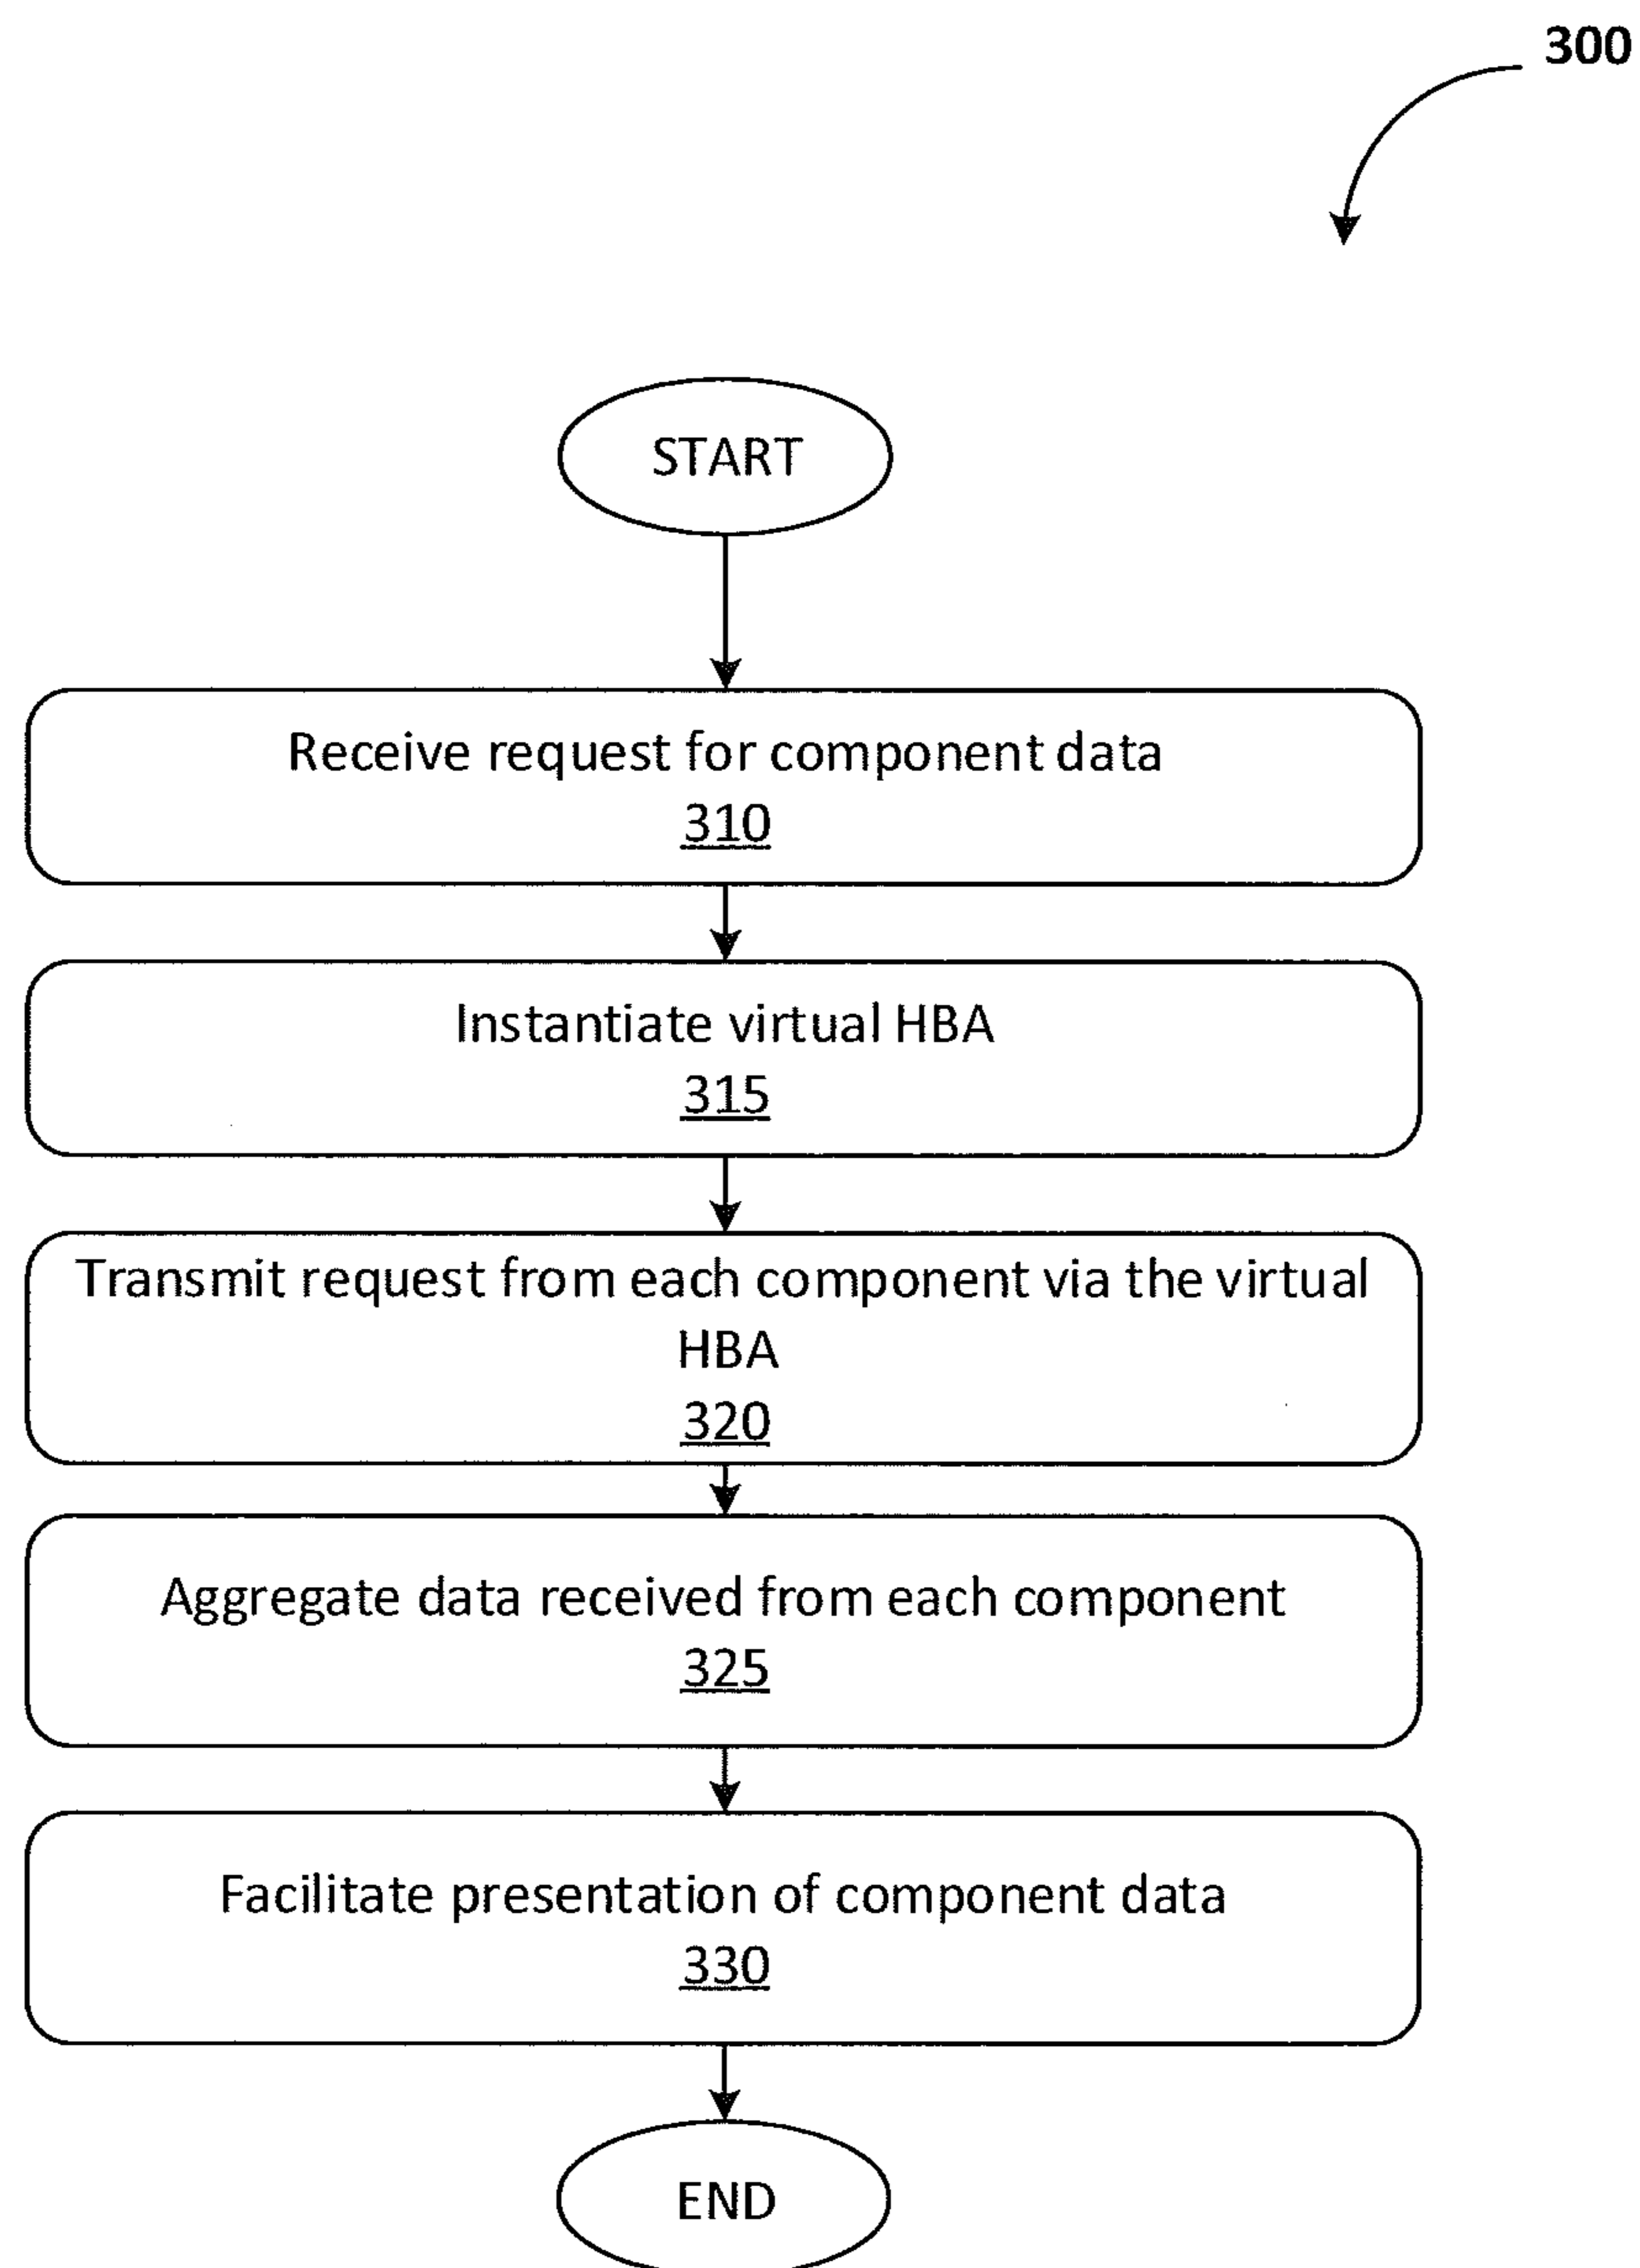 300
START
Receive request for component data
310
Instantiate virtual HBA
315
Transmit request from each component via the virtual
HBA
320
Aggregate data received from each component
325
Facilitate presentation of component data
330
END